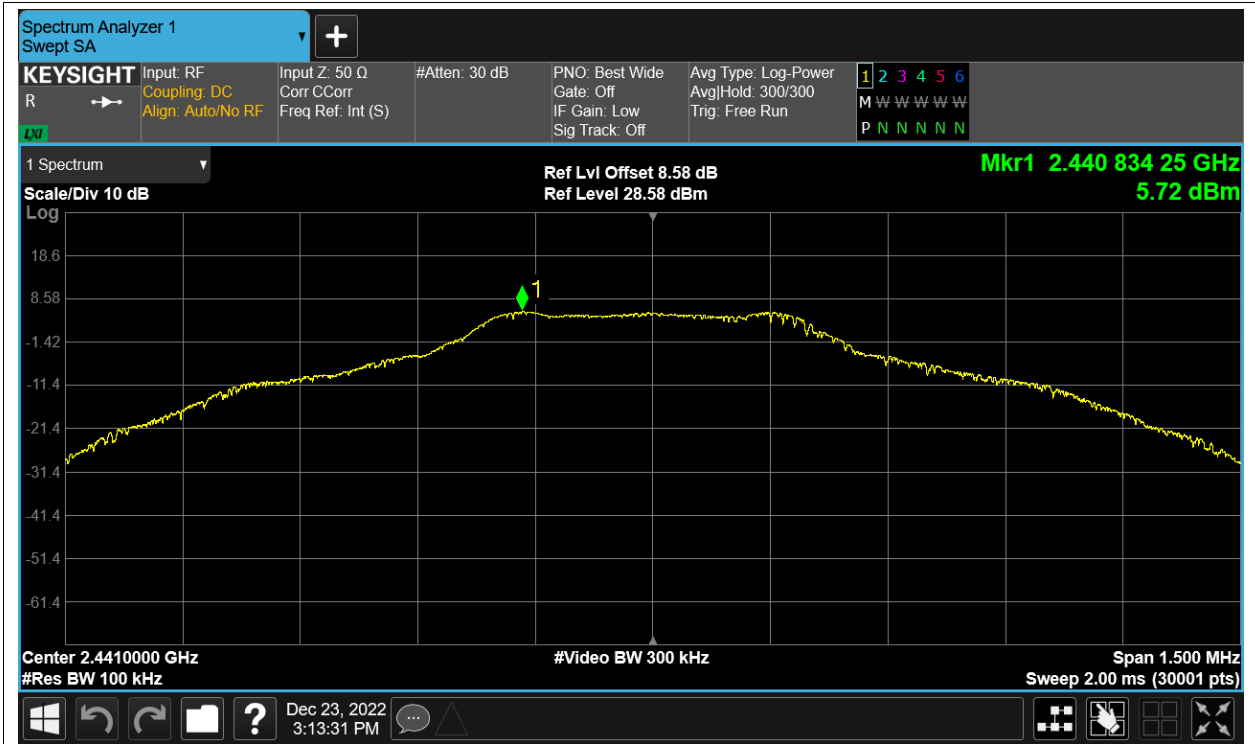 Spectrum Analyzer 1
Swept SA
+
KEYSIGHT
R
LXI
Input: RF
Coupling: DC
Align: Auto/No RF
Input Z: 50 Ω
Corr CCorr
Freq Ref: Int (S)
#Atten: 30 dB
PNO: Best Wide
Gate: Off
IF Gain: Low
Sig Track: Off
Avg Type: Log-Power
Avg|Hold: 300/300
Trig: Free Run
1 2 3 4 5 6
M W W W W W
P N N N N N
1 Spectrum
Scale/Div 10 dB
Log
Ref Lvl Offset 8.58 dB
Ref Level 28.58 dBm
Mkr1 2.440 834 25 GHz
5.72 dBm
18.6
8.58
-1.42
-11.4
-21.4
-31.4
-41.4
-51.4
-61.4
1
Center 2.4410000 GHz
#Res BW 100 kHz
#Video BW 300 kHz
Span 1.500 MHz
Sweep 2.00 ms (30001 pts)
?
Dec 23, 2022
3:13:31 PM